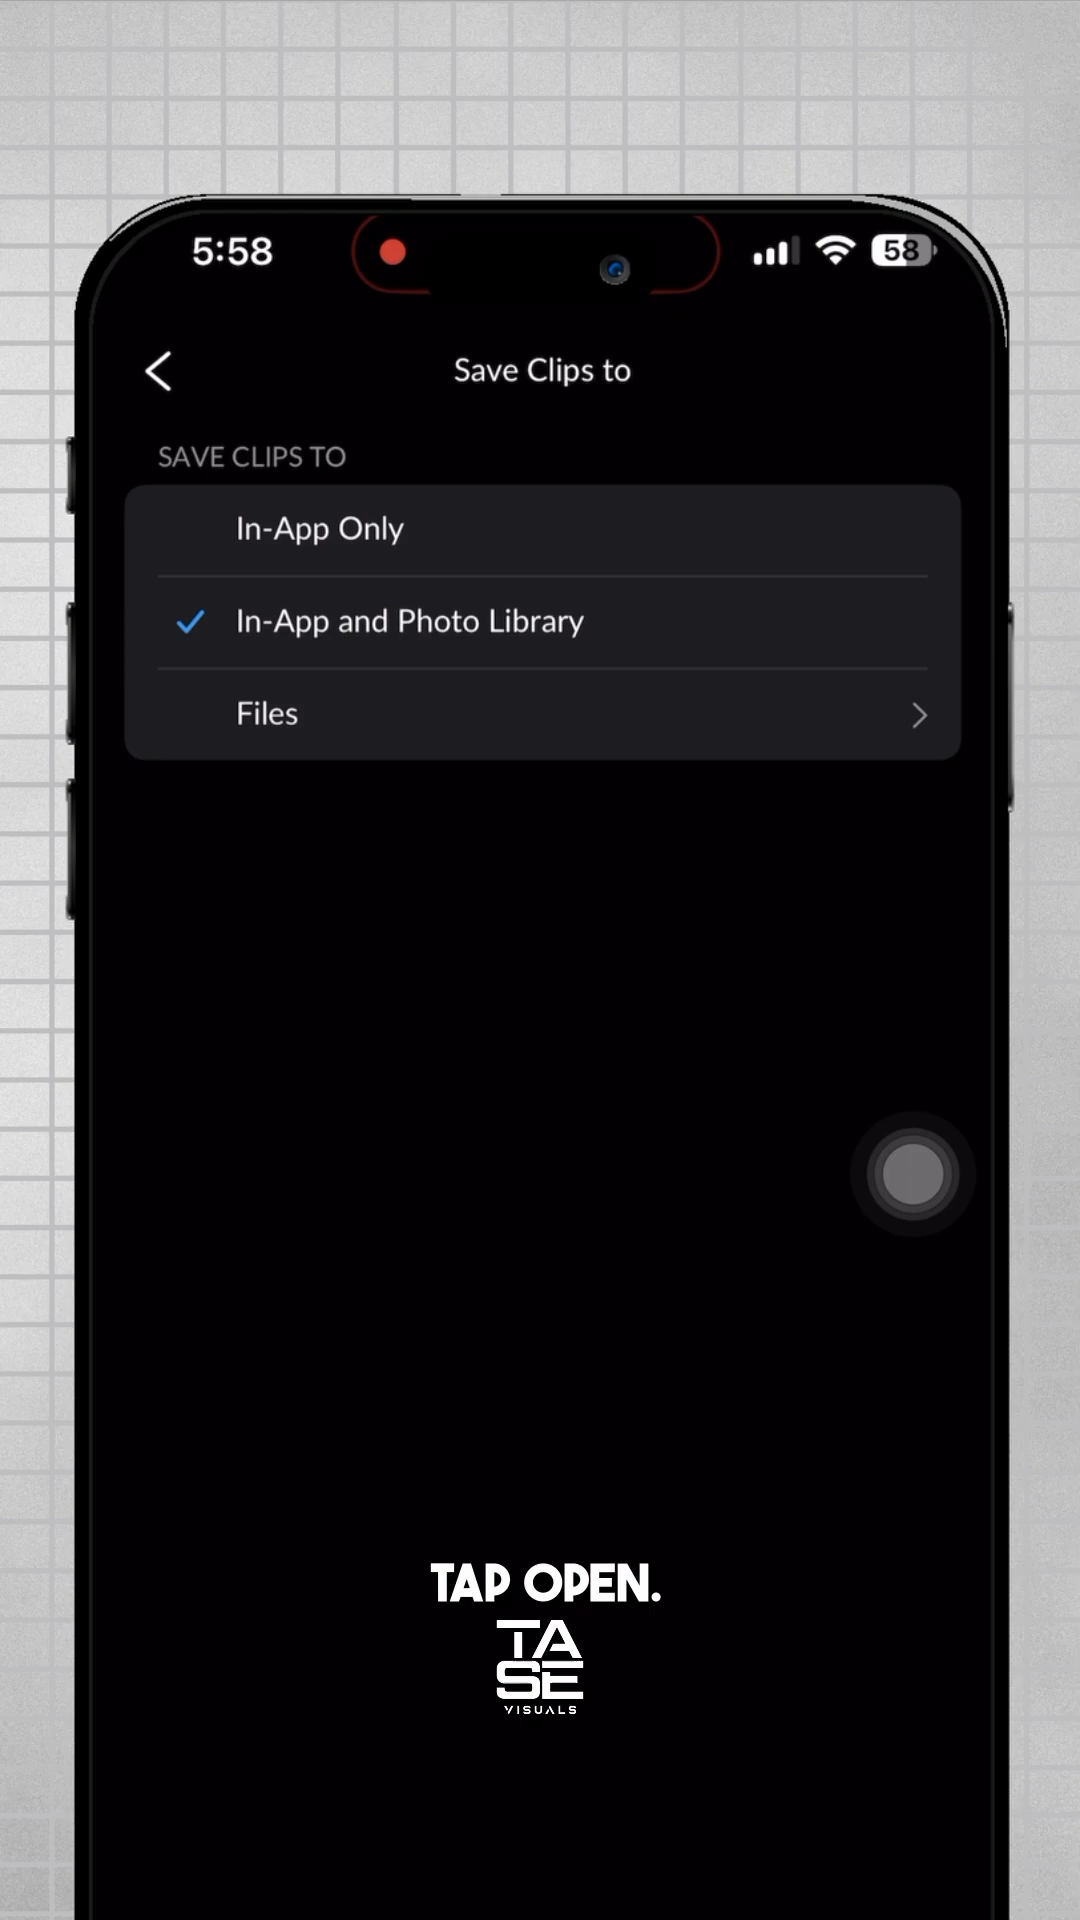 5:58
58
Save Clips to
SAVE CLIPS TO
In-App Only
In-App and Photo Library
Files
TAP OPEN.
TA
SE
VISUALS